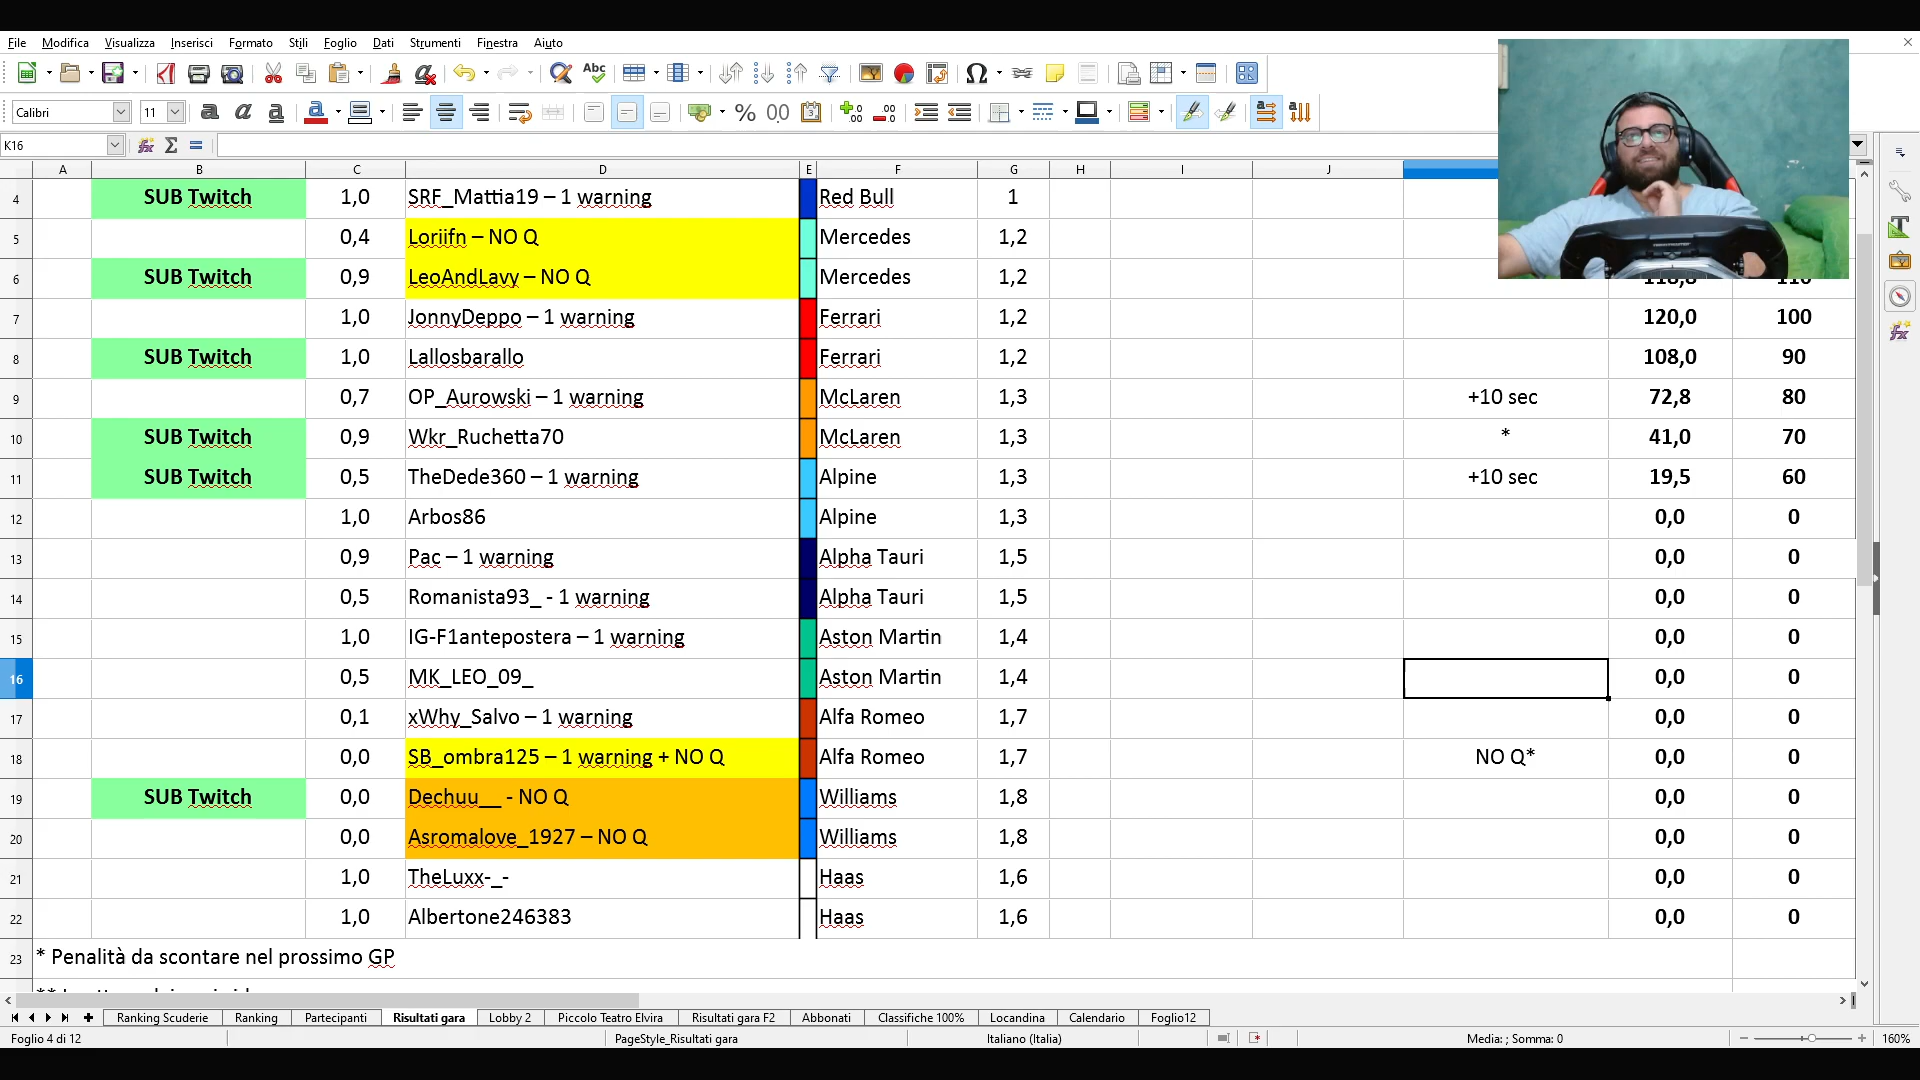 File Modifica Visualizza Inserisci Formato Stili Foglio Dati Strumenti Finestra Aiuto
Calibri 11
K16
A B C D E F G H I J
4 SUB Twitch 1,0 SRF_Mattia19 – 1 warning Red Bull 1
5 0,4 Loriifn – NO Q Mercedes 1,2
6 SUB Twitch 0,9 LeoAndLavy – NO Q Mercedes 1,2
7 1,0 JonnyDeppo – 1 warning Ferrari 1,2 120,0 100
8 SUB Twitch 1,0 Lallosbarallo Ferrari 1,2 108,0 90
9 0,7 OP_Aurowski – 1 warning McLaren 1,3 +10 sec 72,8 80
10 SUB Twitch 0,9 Wkr_Ruchetta70 McLaren 1,3 * 41,0 70
11 SUB Twitch 0,5 TheDede360 – 1 warning Alpine 1,3 +10 sec 19,5 60
12 1,0 Arbos86 Alpine 1,3 0,0 0
13 0,9 Pac – 1 warning Alpha Tauri 1,5 0,0 0
14 0,5 Romanista93_ - 1 warning Alpha Tauri 1,5 0,0 0
15 1,0 IG-F1antepostera – 1 warning Aston Martin 1,4 0,0 0
16 0,5 MK_LEO_09_ Aston Martin 1,4 0,0 0
17 0,1 xWhy_Salvo – 1 warning Alfa Romeo 1,7 0,0 0
18 0,0 SB_ombra125 – 1 warning + NO Q Alfa Romeo 1,7 NO Q* 0,0 0
19 SUB Twitch 0,0 Dechuu__ - NO Q Williams 1,8 0,0 0
20 0,0 Asromalove_1927 – NO Q Williams 1,8 0,0 0
21 1,0 TheLuxx-_- Haas 1,6 0,0 0
22 1,0 Albertone246383 Haas 1,6 0,0 0
23 * Penalità da scontare nel prossimo GP
Ranking Scuderie Ranking Partecipanti Risultati gara Lobby 2 Piccolo Teatro Elvira Risultati gara F2 Abbonati Classifiche 100% Locandina Calendario Foglio12
Foglio 4 di 12 PageStyle_Risultati gara Italiano (Italia) Media: ; Somma: 0 160%